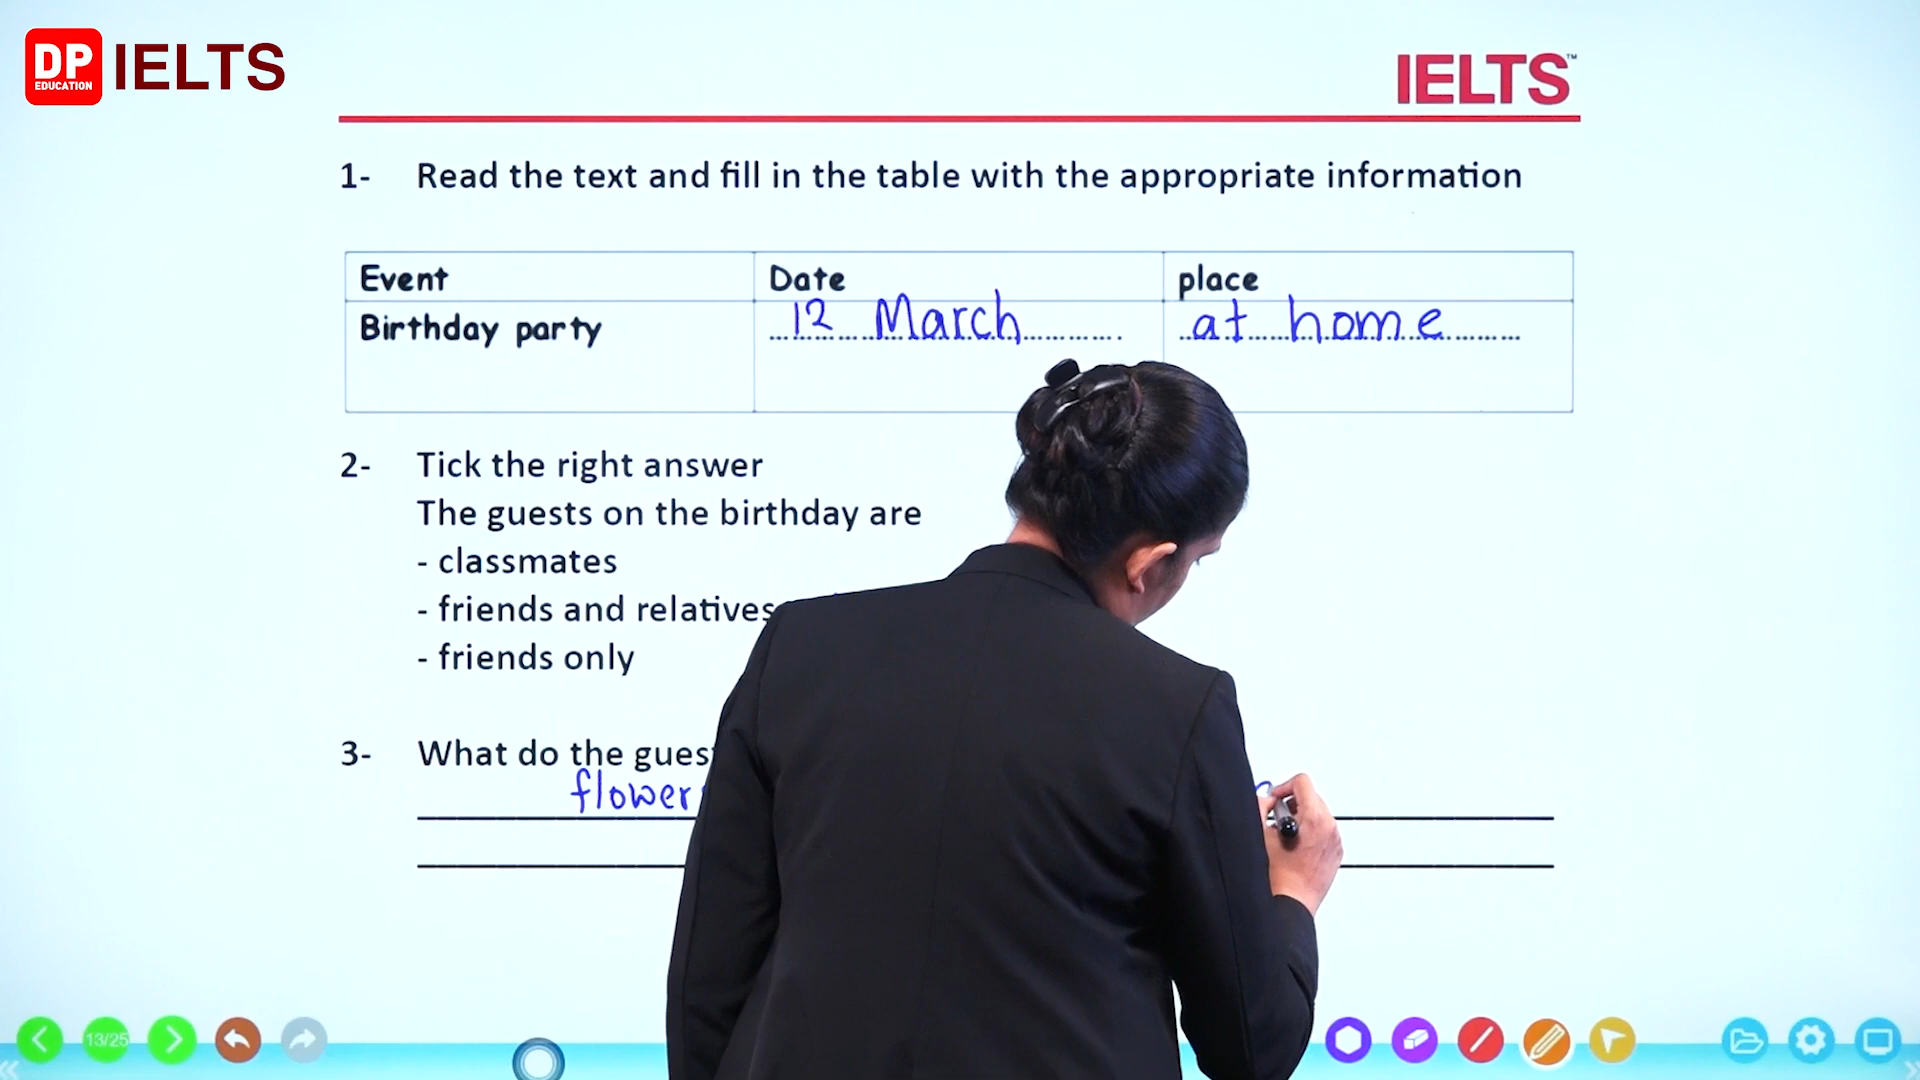 DP
EDUCATION
IELTS
IELTS™
1- Read the text and fill in the table with the appropriate information
Event Date place
Birthday party 12 March at home
2- Tick the right answer
The guests on the birthday are
- classmates
- friends and relatives
- friends only
3- What do the
flower
13/25